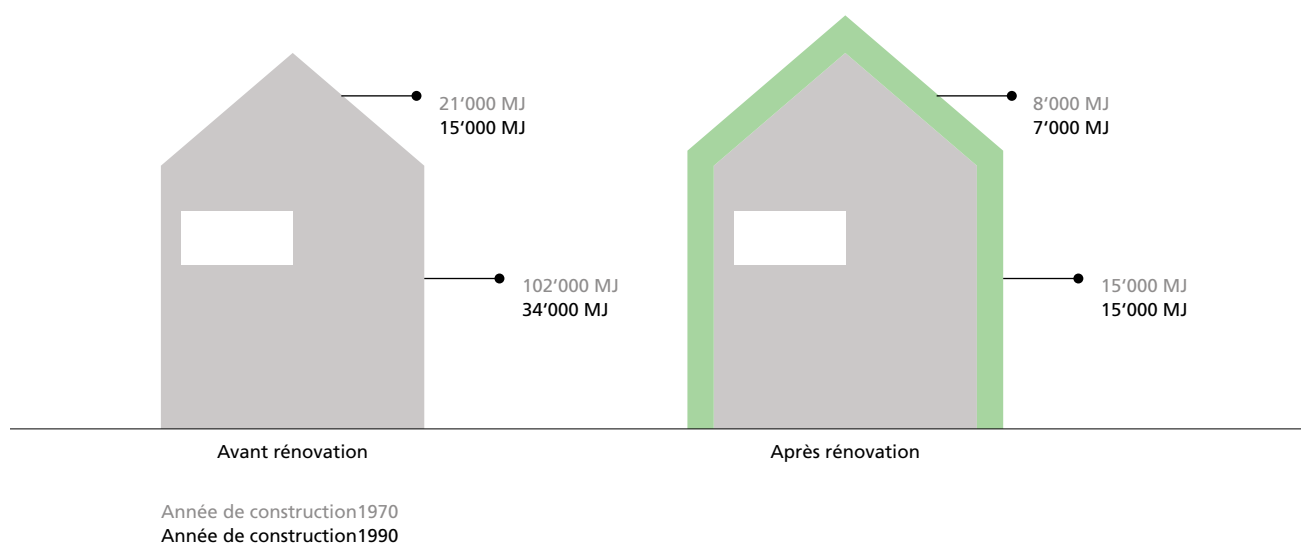 21‘000 MJ
15‘000 MJ
8‘000 MJ
7‘000 MJ
102‘000 MJ
34‘000 MJ
15‘000 MJ
15‘000 MJ
Avant rénovation
Après rénovation
Année de construction1970
Année de construction1990